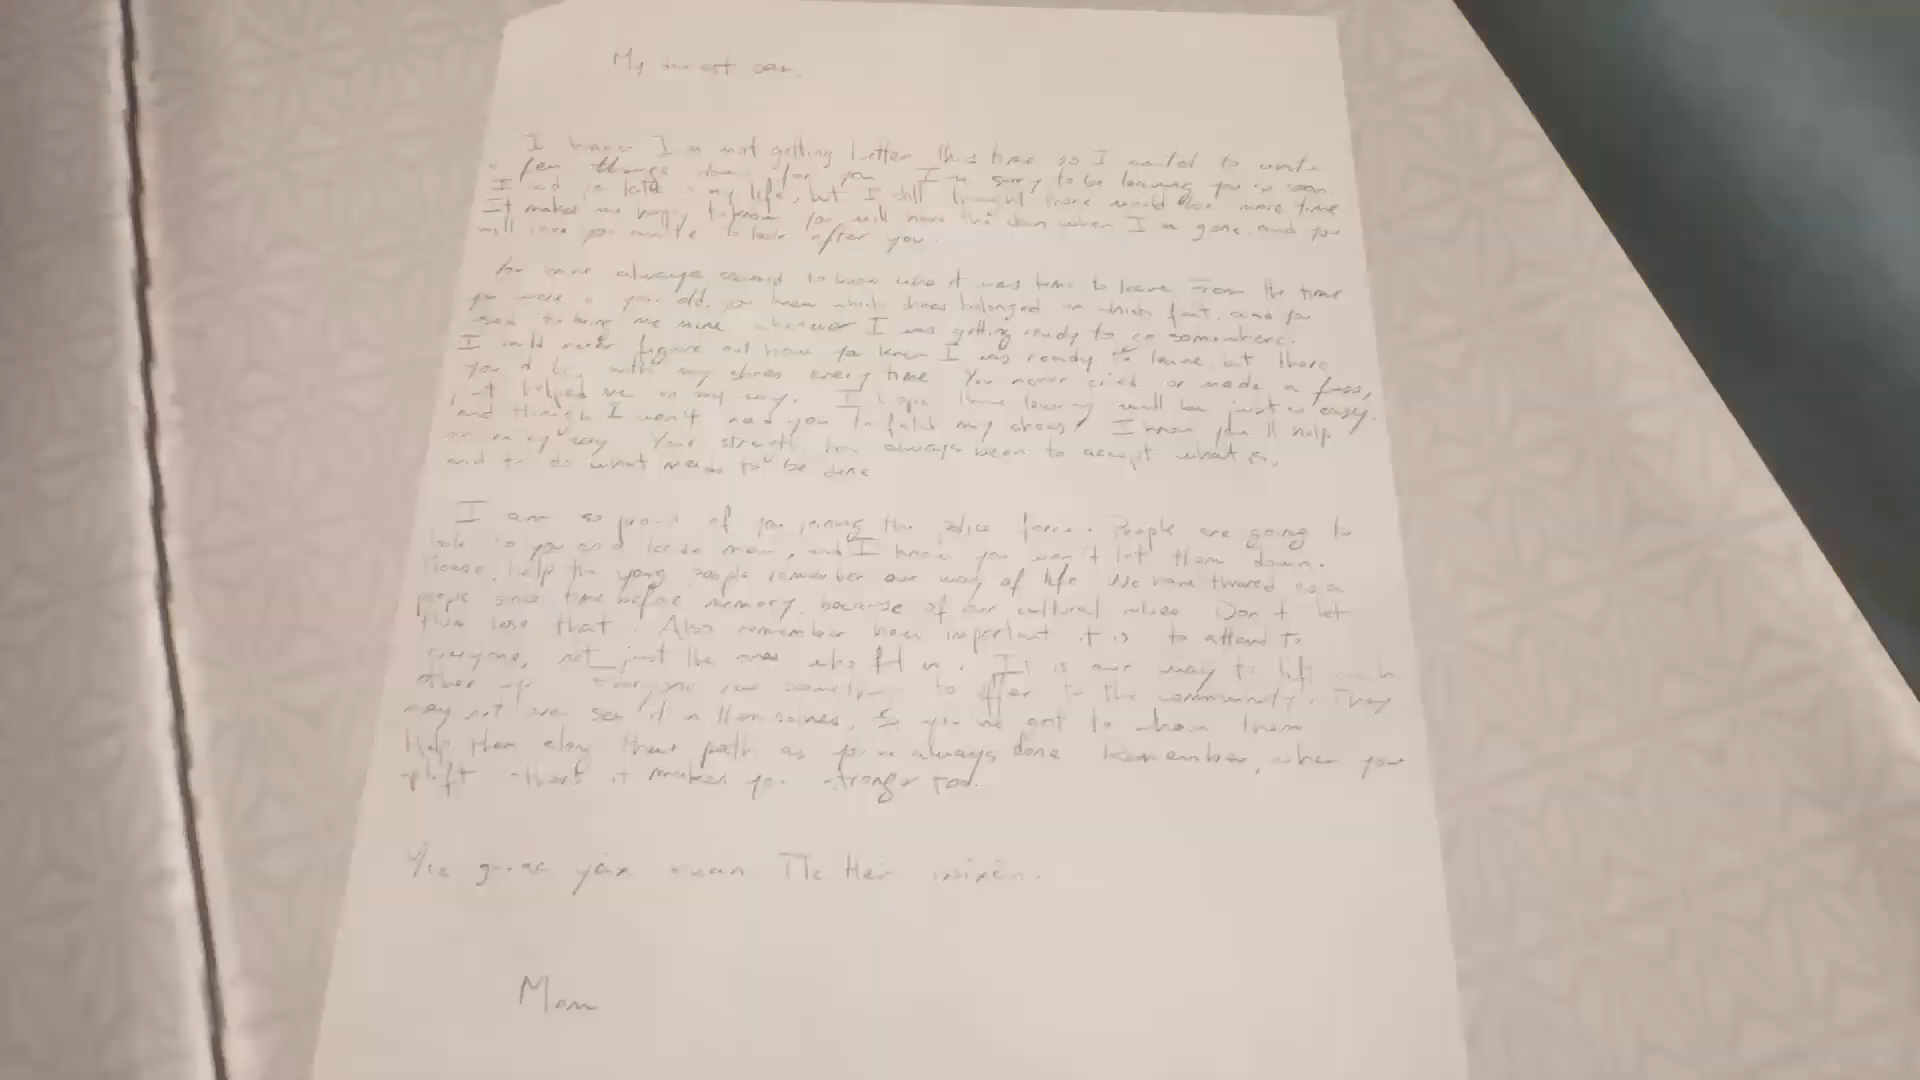 My dearest son,
I know I'm not getting better this time so I wanted to write
a few things down for you. I'm sorry to be leaving you so soon.
I had you late in my life, but I still thought there would be more time
It makes me happy to know you will have the when I'm gone, and you
will have to look after you.
You have always seemed to know when it was time to leave From the time
you were a year old, you knew which shoes belonged on which foot, and you
used to bring me mine whenever I was getting ready to go somewhere.
I could never figure out how you knew I was ready to leave, but there
you'd be, with my shoes every time You never cried or made a fuss,
just helped me on my way. I hope this leaving will be just as easy.
and though I won't need you to fetch my shoes, I know you'll help
me on my way Your strength has always been to accept what is,
and to do what needs to be done
I am so proud of you joining the police force. People are going to
look to you and lean, and I know you won't let them down.
Please, help the young people remember our way of life We have thrived as a
people since time before memory, because of our cultural values Don't let
them lose that. Also remember how important it is to attend to
everyone, not just the ones who fit in. It is our way to lift each
other up Everyone has something to offer to the community. They
may not even see it in themselves, so you've got to show them
Help them along their path as you've always done Remember, when you
uplift others it makes you stronger too.
Mom